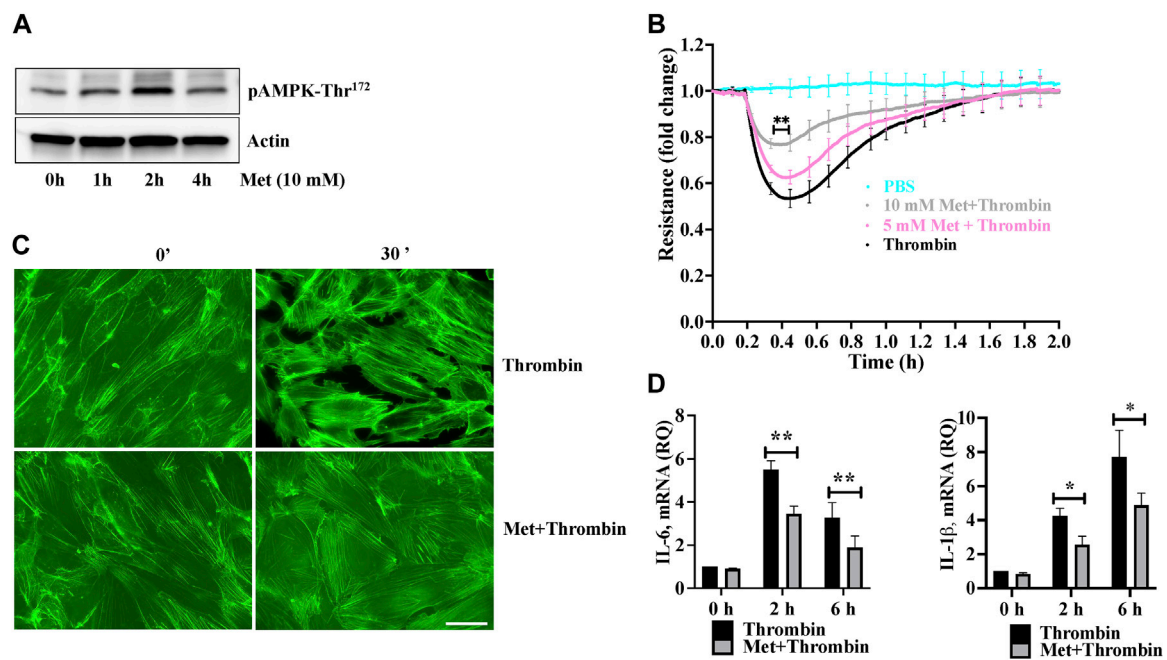 A
pAMPK-Thr¹⁷²
Actin
0h 1h 2h 4h Met (10 mM)
B
Resistance (fold change)
1.2
1.0
0.8
0.6
0.4
0.2
0.0
**
PBS
10 mM Met+Thrombin
5 mM Met + Thrombin
Thrombin
0.0 0.2 0.4 0.6 0.8 1.0 1.2 1.4 1.6 1.8 2.0
Time (h)
C
0' 30 '
Thrombin
Met+Thrombin
D
IL-6, mRNA (RQ)
8
6
4
2
0
**
**
0 h 2 h 6 h
Thrombin
Met+Thrombin
IL-1β, mRNA (RQ)
10
8
6
4
2
0
*
*
0 h 2 h 6 h
Thrombin
Met+Thrombin